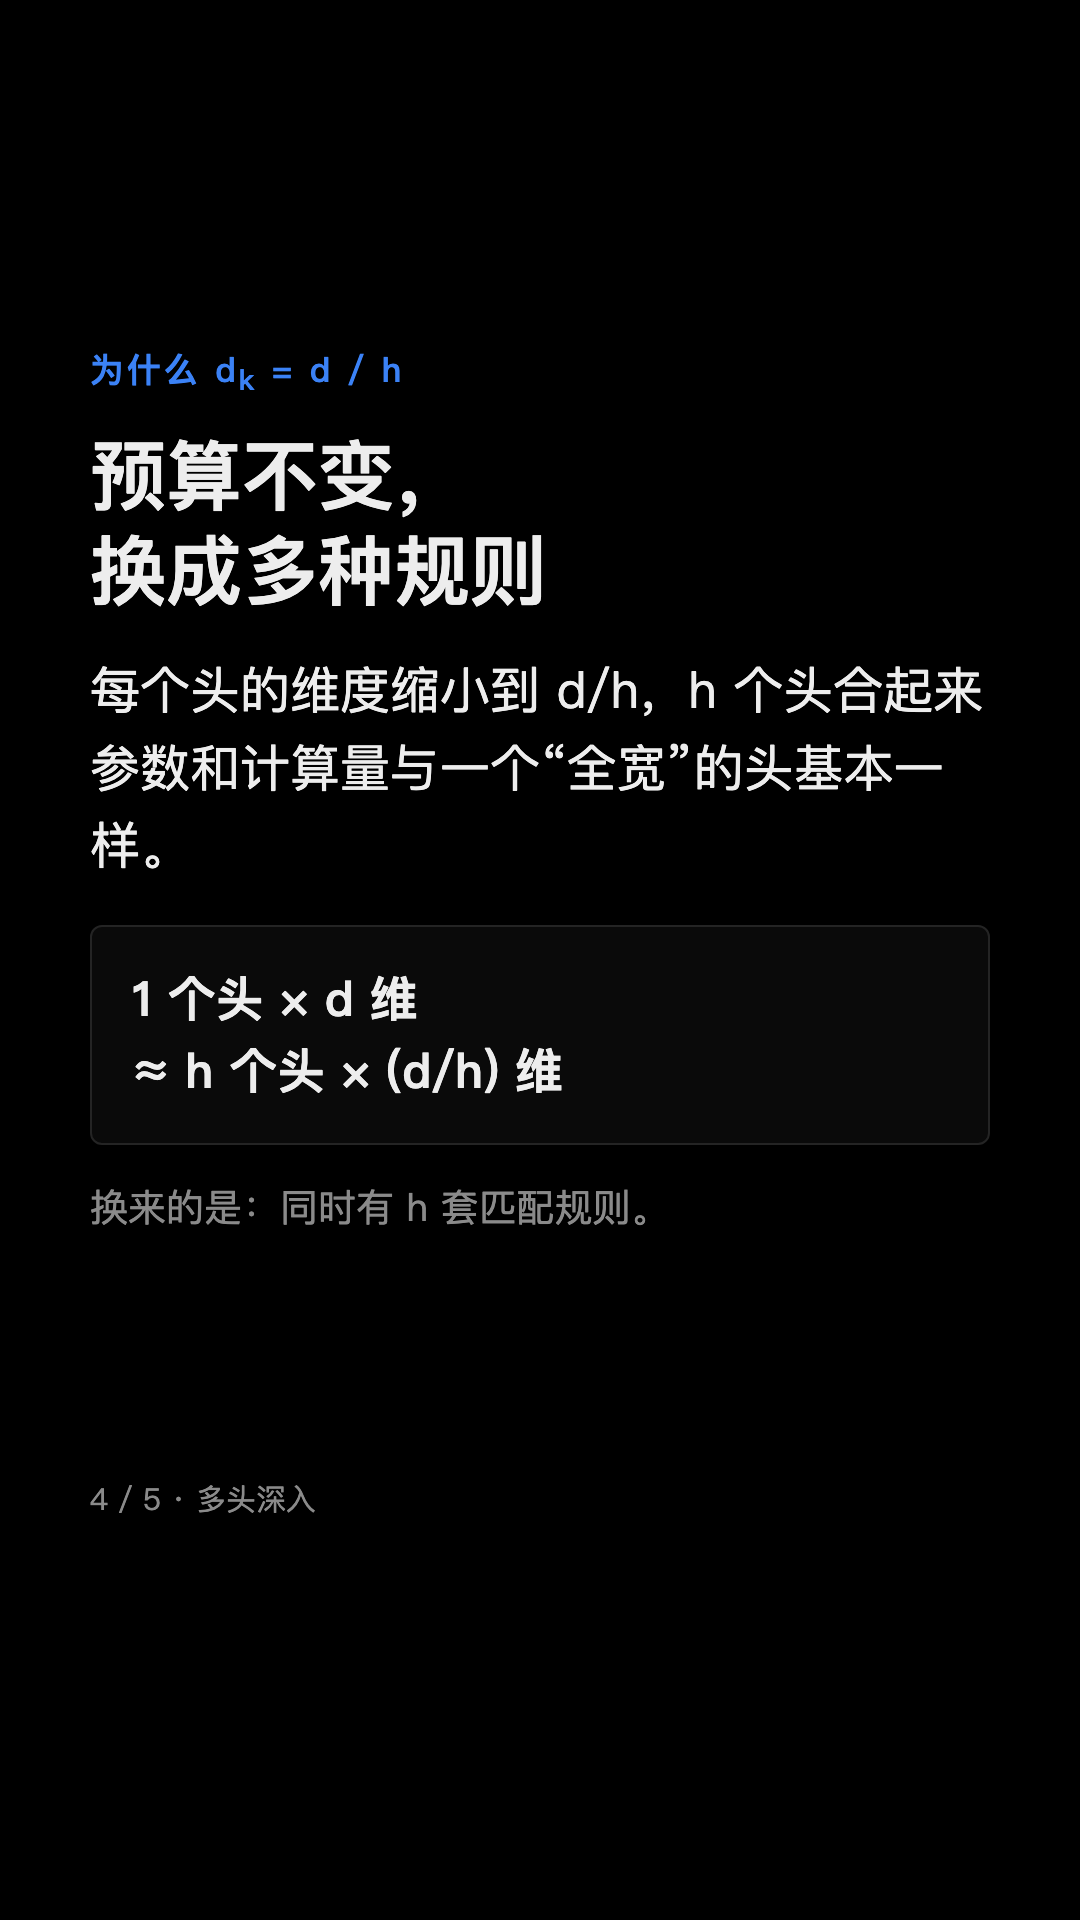 为什么 dk = d / h
预算不变，
换成多种规则
每个头的维度缩小到 d/h，h 个头合起来
参数和计算量与一个“全宽”的头基本一
样。
1 个头 × d 维
≈ h 个头 × (d/h) 维
换来的是：同时有 h 套匹配规则。
4 / 5 · 多头深入